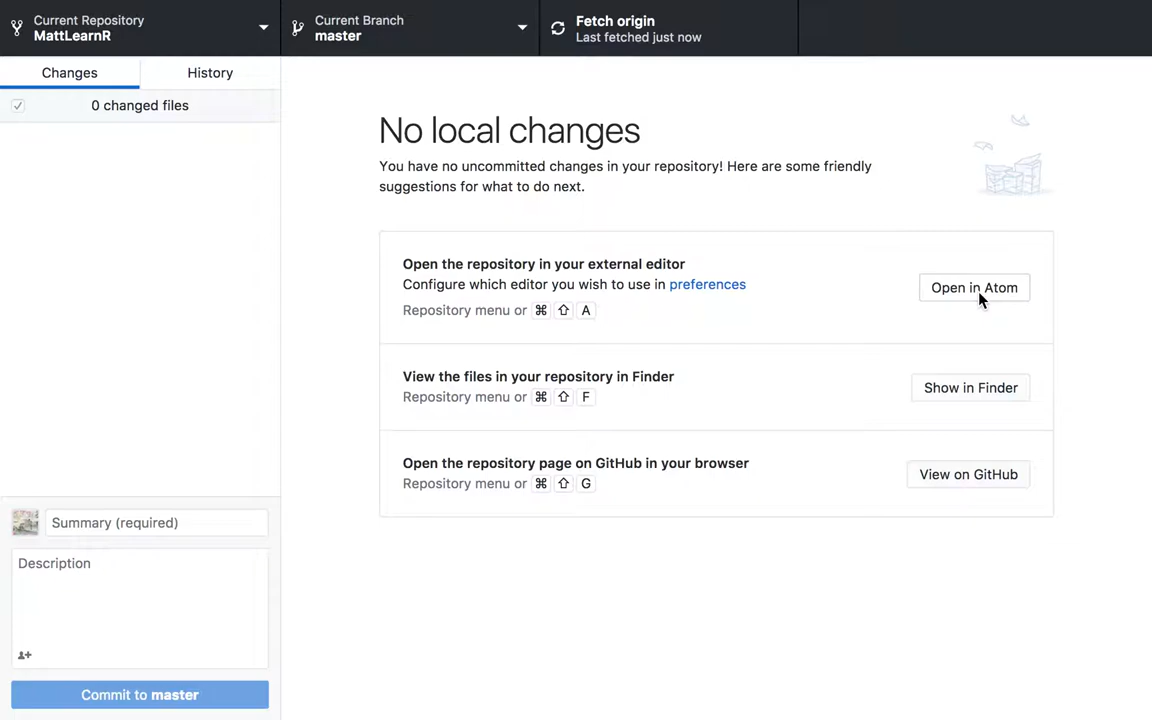 Current Repository
MattLearnR
Current Branch
master
Fetch origin
Last fetched just now
Changes
History
0 changed files
No local changes
You have no uncommitted changes in your repository! Here are some friendly
suggestions for what to do next.
Open the repository in your external editor
Configure which editor you wish to use in preferences
Repository menu or ⌘ ⇧ A
Open in Atom
View the files in your repository in Finder
Repository menu or ⌘ ⇧ F
Show in Finder
Open the repository page on GitHub in your browser
Repository menu or ⌘ ⇧ G
View on GitHub
Summary (required)
Description
Commit to master